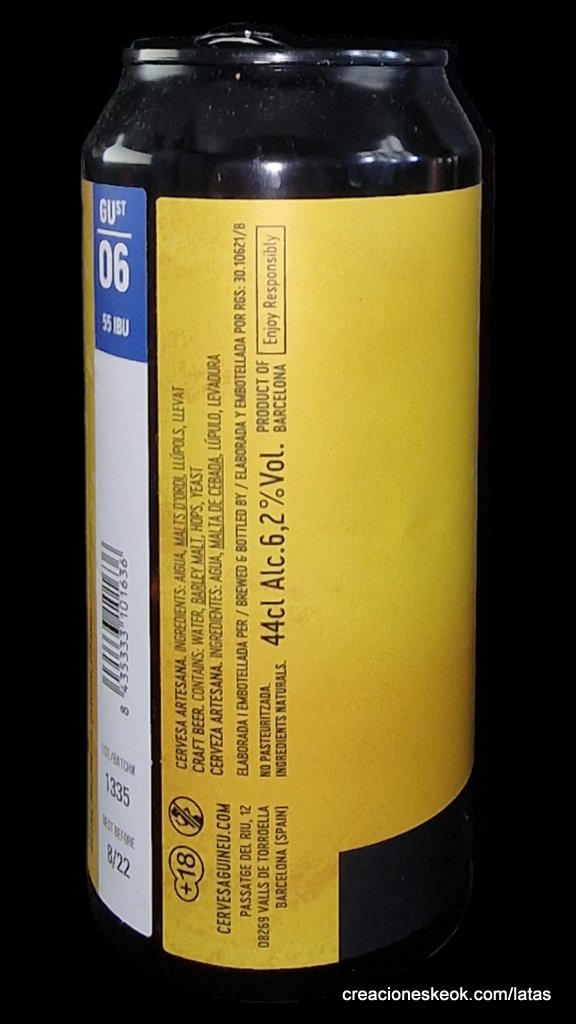 GUST
06
55 IBU
8 435333 101636
LOT/BATCH#
1335
BEST BEFORE
8/22
CERVESA ARTESANA. INGREDIENTS: AIGUA, MALTS D'ORDI, LLÚPOLS, LLEVAT
CRAFT BEER. CONTAINS: WATER, BARLEY MALT, HOPS, YEAST
CERVEZA ARTESANA. INGREDIENTES: AGUA, MALTA DE CEBADA, LÚPULO, LEVADURA
ELABORADA I EMBOTELLADA PER / BREWED & BOTTLED BY / ELABORADA Y EMBOTELLADA POR RGS: 30.10621/B
NO PASTEURITZADA.
INGREDIENTS NATURALS.
44cl Alc.6,2%Vol.
PRODUCT OF
BARCELONA
Enjoy Responsibly
+18
CERVESAGUINEU.COM
PASSATGE DEL RIU, 12
08269 VALLS DE TORROELLA
BARCELONA (SPAIN)
creacioneskeok.com/latas